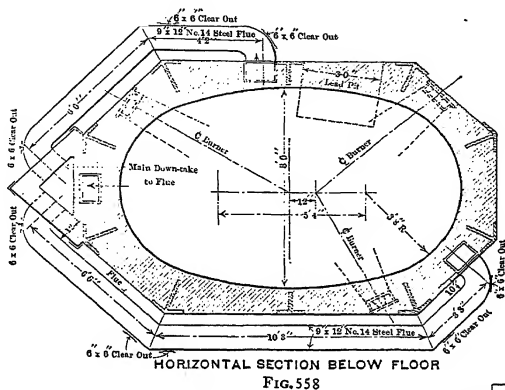 6" x 6" Clear Out
9" x 12" No.14 Steel Flue
4'2"
6" x 6" Clear Out
3'0"
Lead Pit
6'0"
6 x 6 Clear Out
℄ Burner
8'0"
℄ Burner
Main Down-take
to Flue
12"
5'4"
6 x 6 Clear Out
℄ Burner
6'6"
Flue
10"
6 x 6 Clear Out
10'3"
9" x 12" No.14 Steel Flue
6" x 6" Clear Out
6" x 6" Clear Out
HORIZONTAL SECTION BELOW FLOOR
FIG. 558